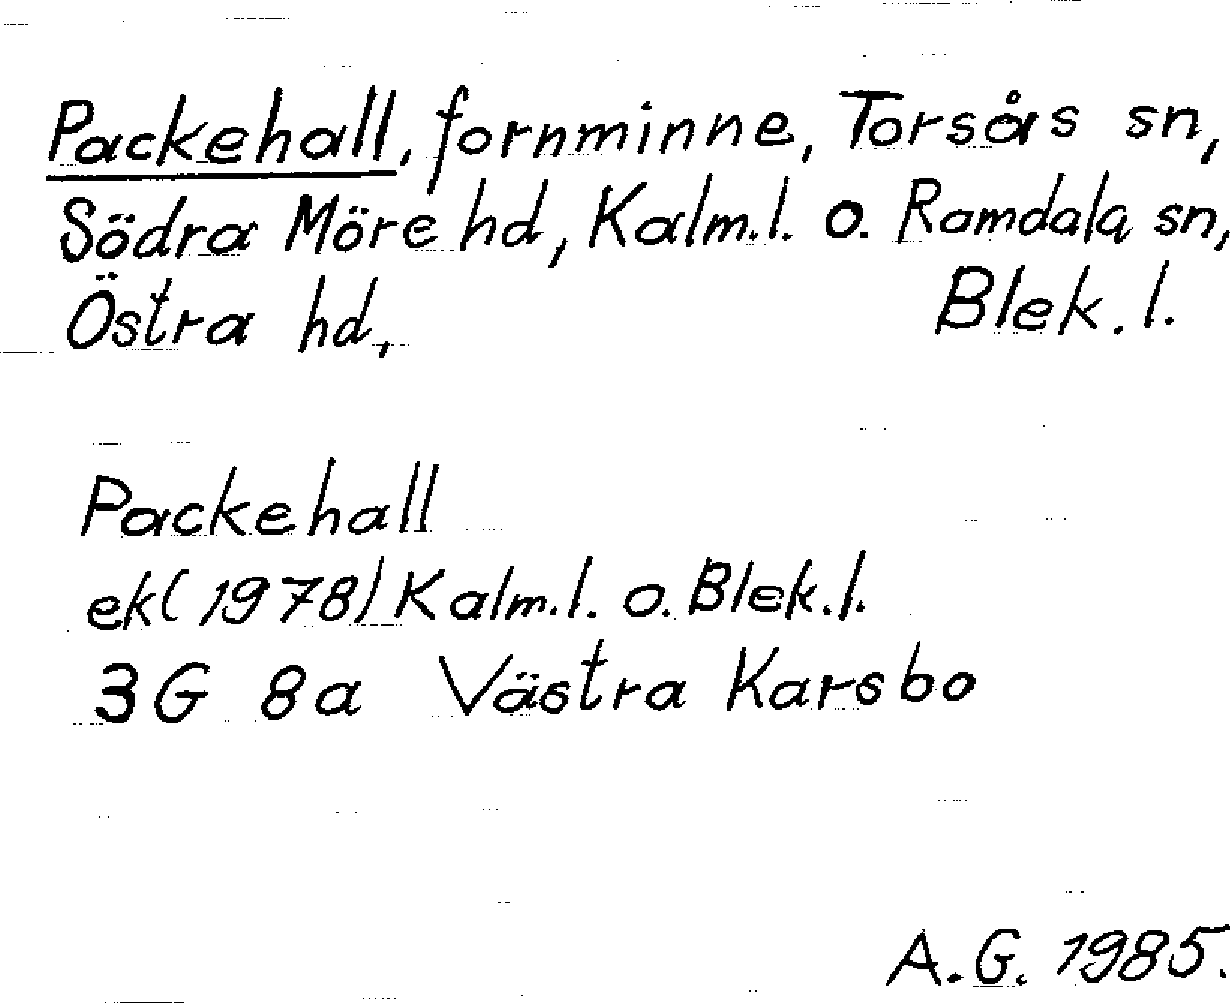 Packehall, fornminne, Torsås sn,
Södra Möre hd, Kalm.l. o. Ramdala sn,
Östra hd, Blek.l.
Packehall
ek(1978) Kalm.l. o. Blek.l.
3G 8a Västra Karsbo
A.G. 1985.